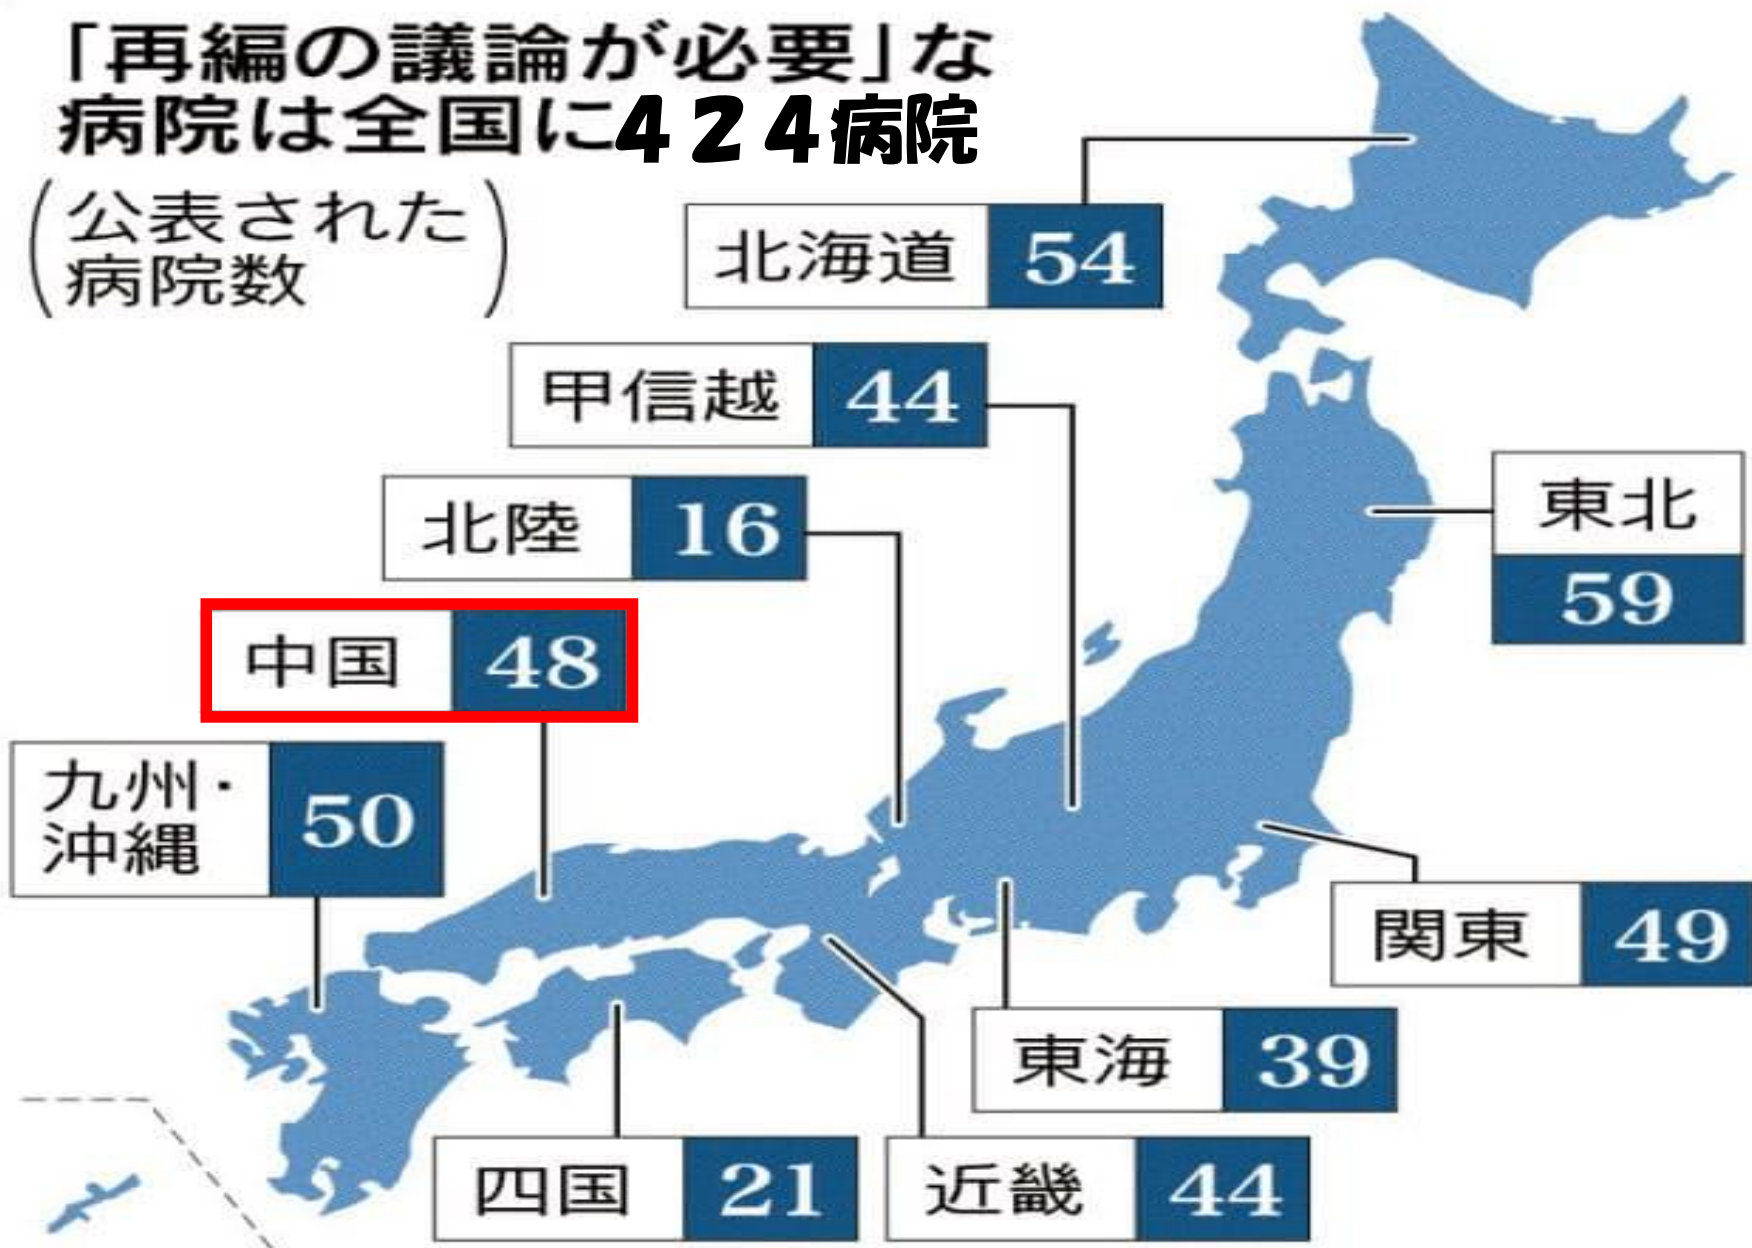 「再編の議論が必要」な
病院は全国に４２４病院
(公表された
病院数)
北海道 54
甲信越 44
北陸 16
東北
59
中国 48
九州・
沖縄 50
関東 49
東海 39
四国 21
近畿 44